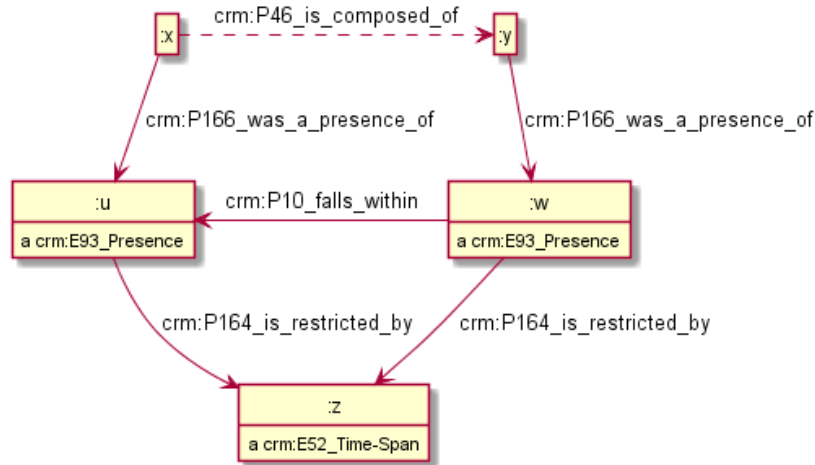 crm:P46_is_composed_of
:x
:y
crm:P166_was_a_presence_of
crm:P166_was_a_presence_of
:u
a crm:E93_Presence
crm:P10_falls_within
:w
a crm:E93_Presence
crm:P164_is_restricted_by
crm:P164_is_restricted_by
:z
a crm:E52_Time-Span